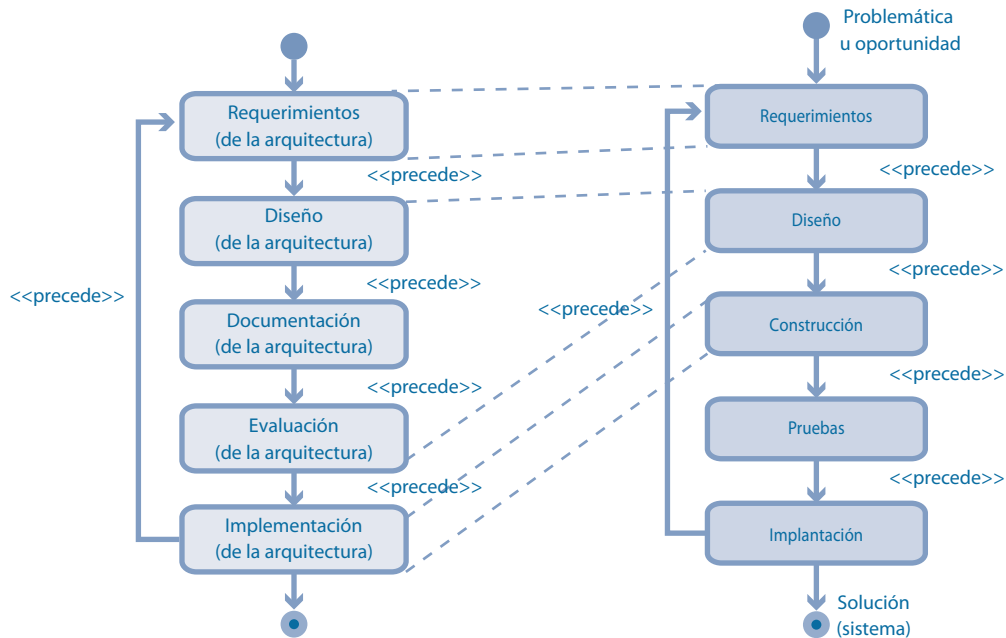 Problemática
u oportunidad
Requerimientos
(de la arquitectura)
Requerimientos
<<precede>>
<<precede>>
Diseño
(de la arquitectura)
Diseño
<<precede>>
<<precede>>
<<precede>>
<<precede>>
Documentación
(de la arquitectura)
Construcción
<<precede>>
<<precede>>
Evaluación
(de la arquitectura)
Pruebas
<<precede>>
<<precede>>
Implementación
(de la arquitectura)
Implantación
Solución
(sistema)